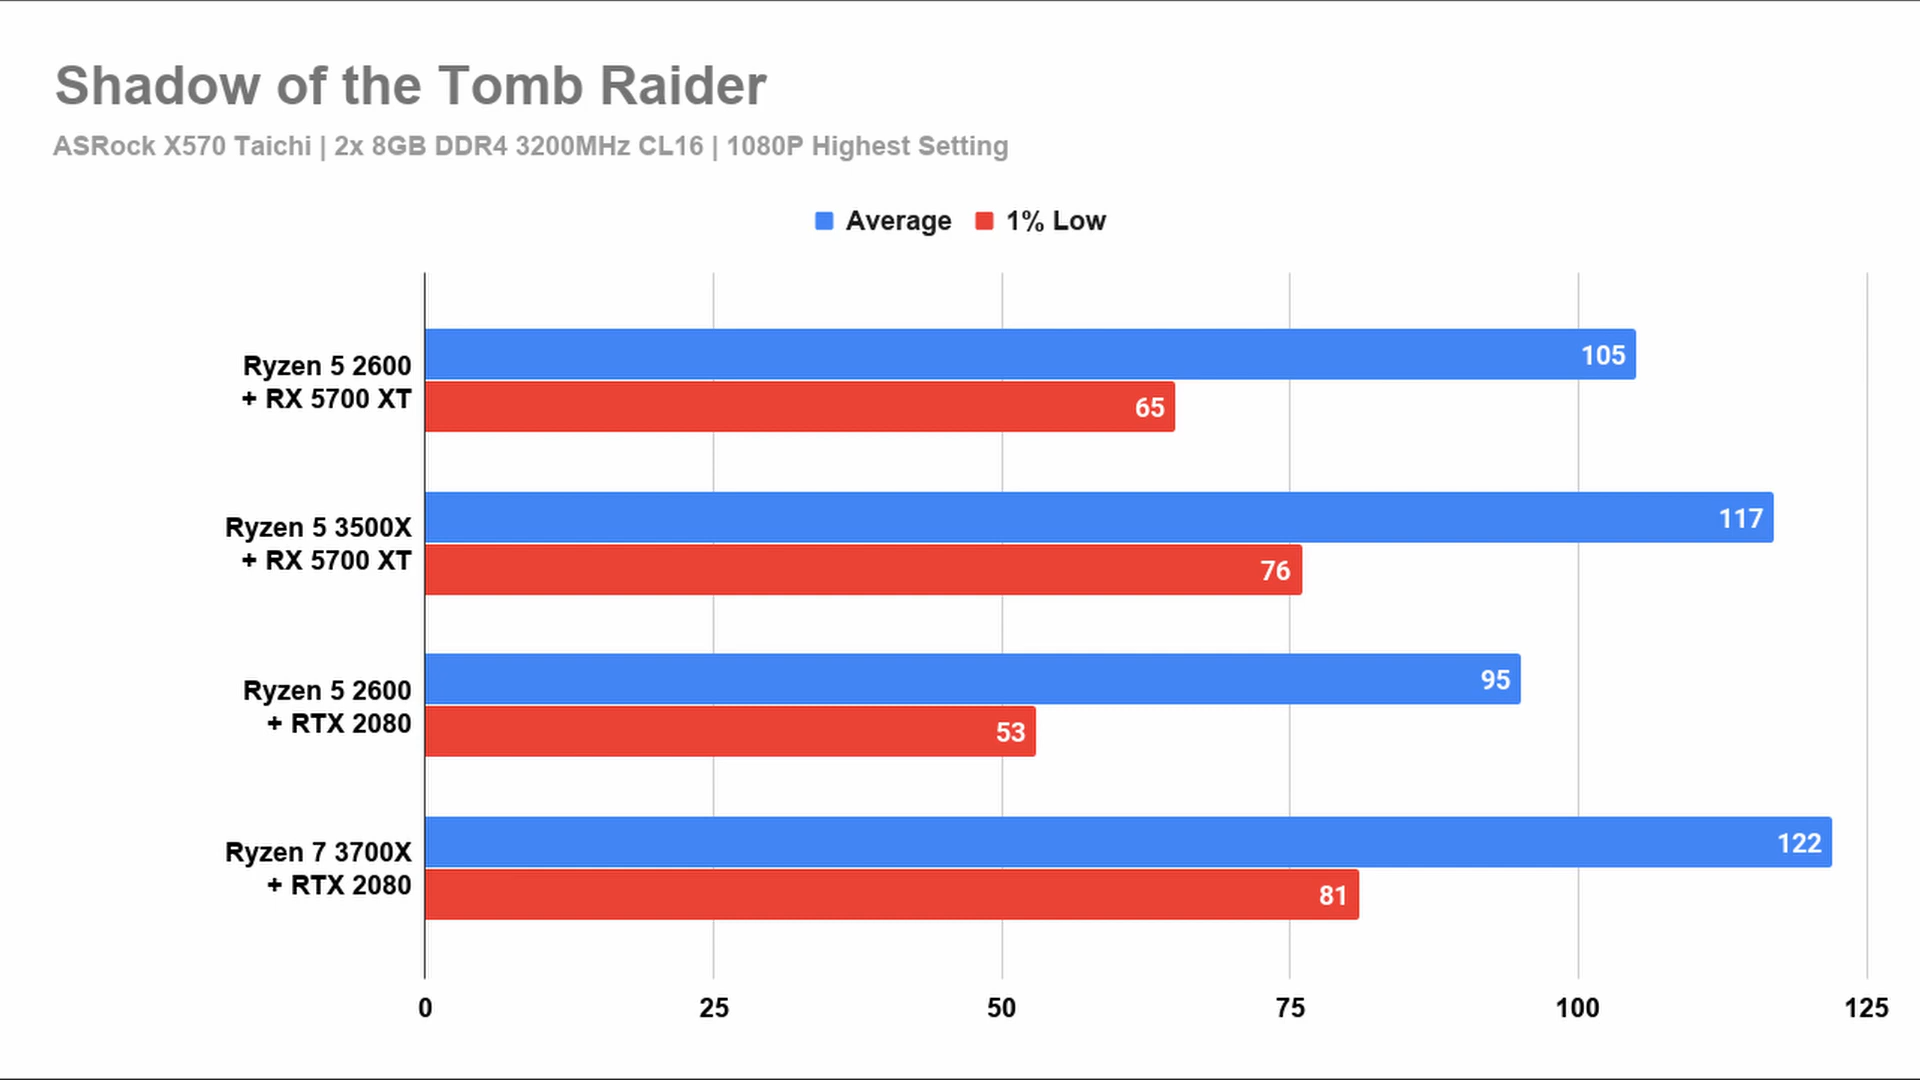 Shadow of the Tomb Raider
ASRock X570 Taichi | 2x 8GB DDR4 3200MHz CL16 | 1080P Highest Setting
Average 1% Low
Ryzen 5 2600
+ RX 5700 XT
105
65
Ryzen 5 3500X
+ RX 5700 XT
117
76
Ryzen 5 2600
+ RTX 2080
95
53
Ryzen 7 3700X
+ RTX 2080
122
81
0 25 50 75 100 125